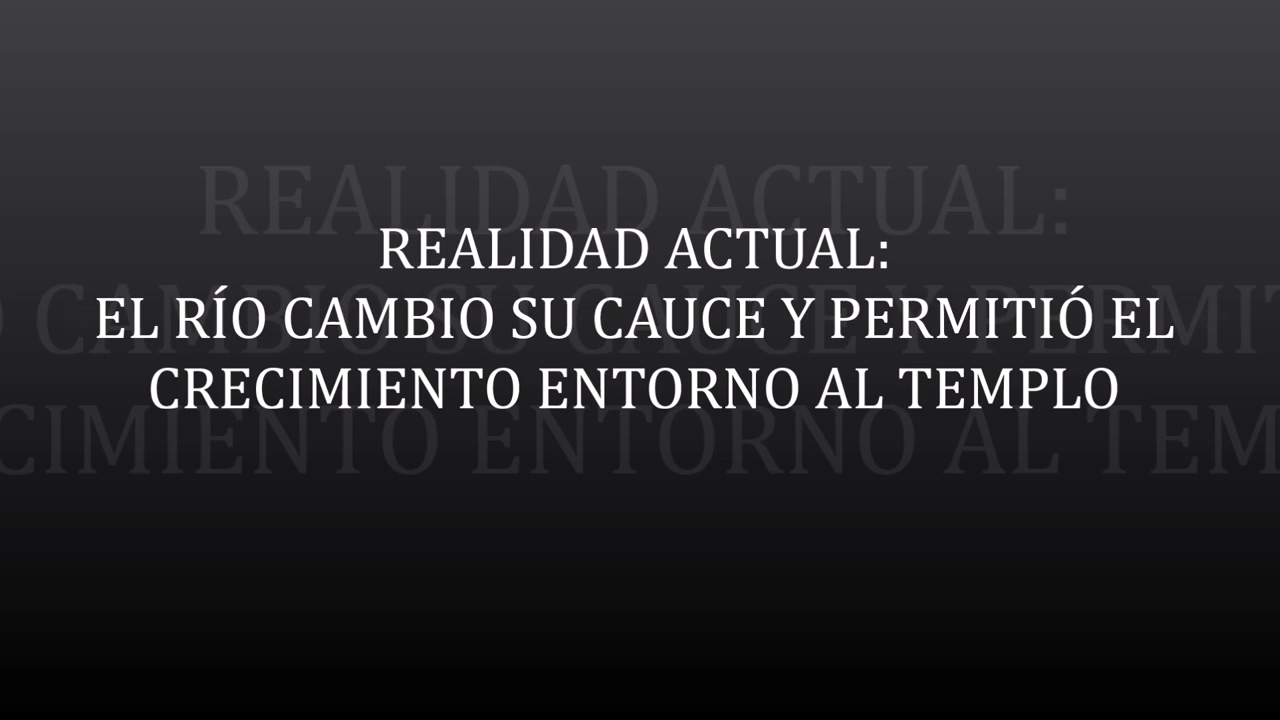 REALIDAD ACTUAL:
EL RÍO CAMBIO SU CAUCE Y PERMITIÓ EL
CRECIMIENTO ENTORNO AL TEMPLO